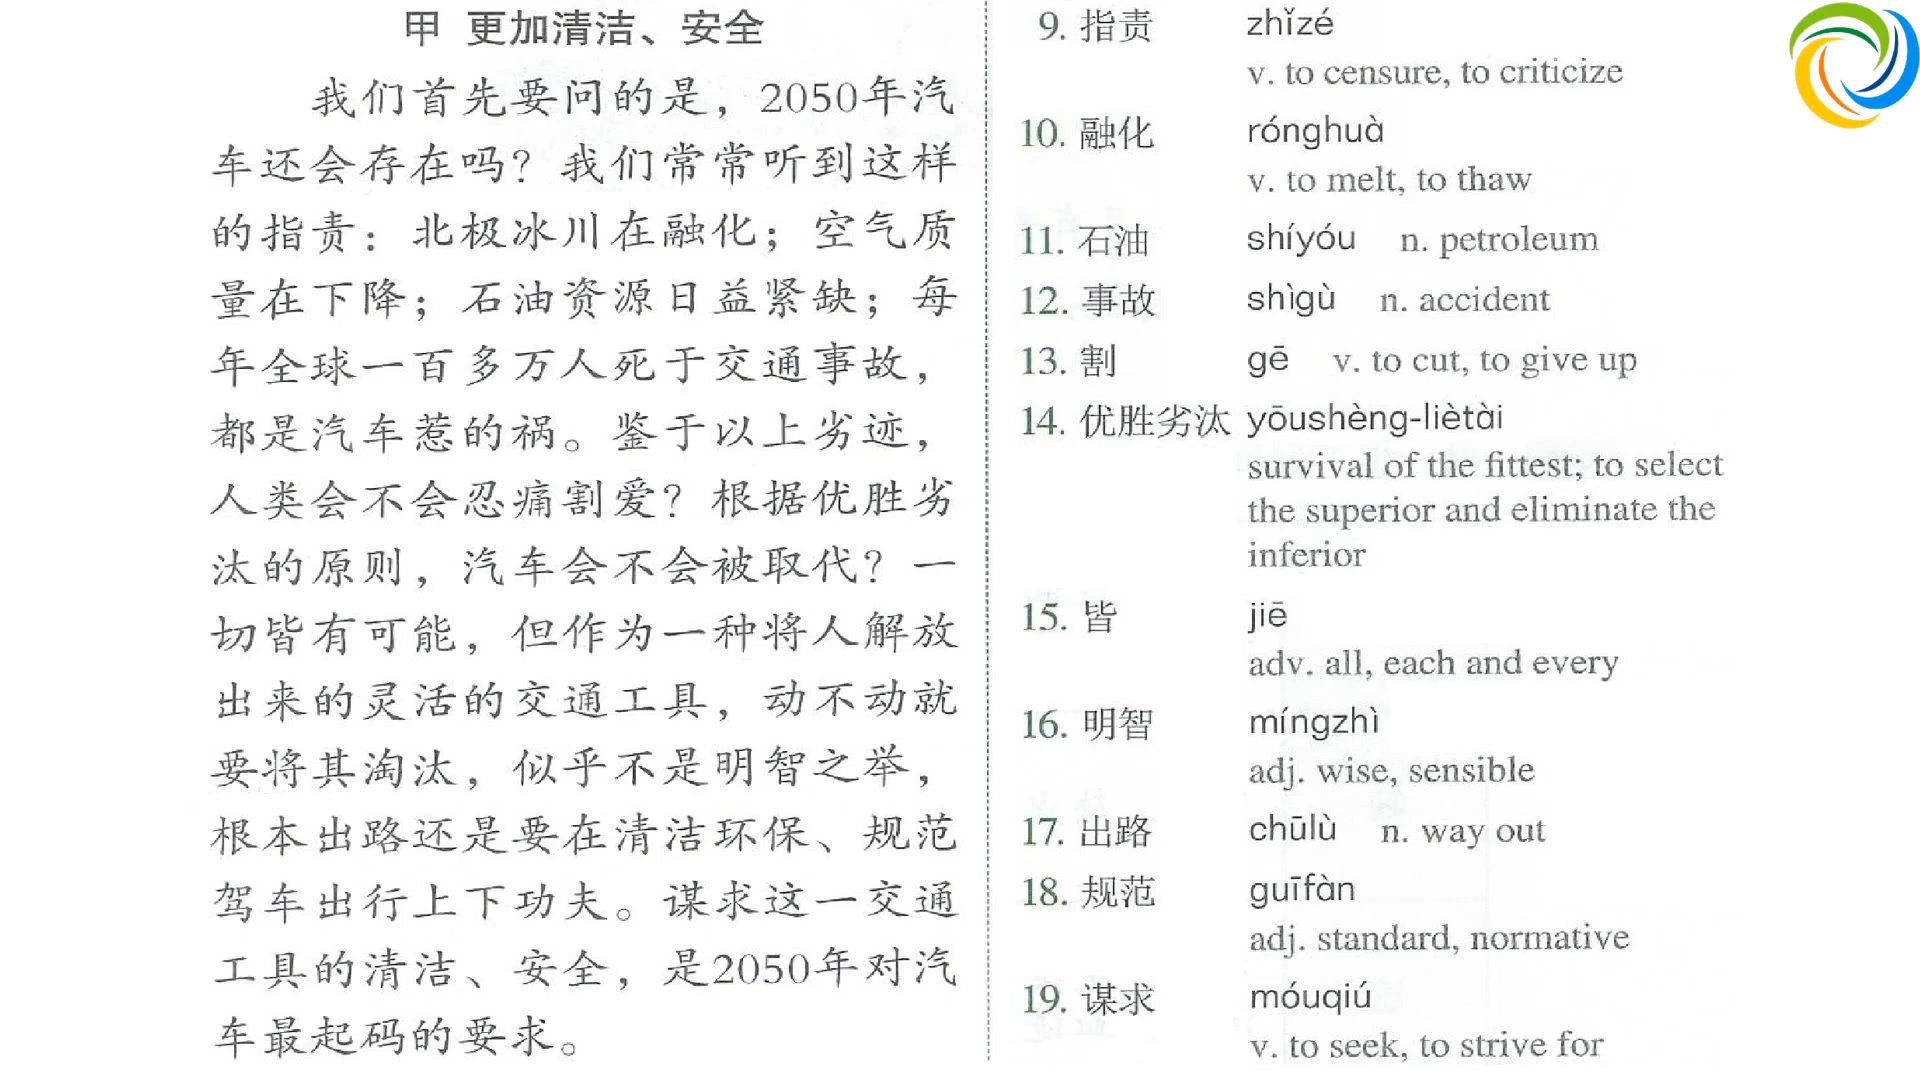 甲 更加清洁、安全
我们首先要问的是，2050年汽
车还会存在吗？我们常常听到这样
的指责：北极冰川在融化；空气质
量在下降；石油资源日益紧缺；每
年全球一百多万人死于交通事故，
都是汽车惹的祸。鉴于以上劣迹，
人类会不会忍痛割爱？根据优胜劣
汰的原则，汽车会不会被取代？一
切皆有可能，但作为一种将人解放
出来的灵活的交通工具，动不动就
要将其淘汰，似乎不是明智之举，
根本出路还是要在清洁环保、规范
驾车出行上下功夫。谋求这一交通
工具的清洁、安全，是2050年对汽
车最起码的要求。
9. 指责 zhǐzé
v. to censure, to criticize
10. 融化 rónghuà
v. to melt, to thaw
11. 石油 shíyóu n. petroleum
12. 事故 shìgù n. accident
13. 割 gē v. to cut, to give up
14. 优胜劣汰 yōushèng-liètài
survival of the fittest; to select
the superior and eliminate the
inferior
15. 皆 jiē
adv. all, each and every
16. 明智 míngzhì
adj. wise, sensible
17. 出路 chūlù n. way out
18. 规范 guīfàn
adj. standard, normative
19. 谋求 móuqiú
v. to seek, to strive for